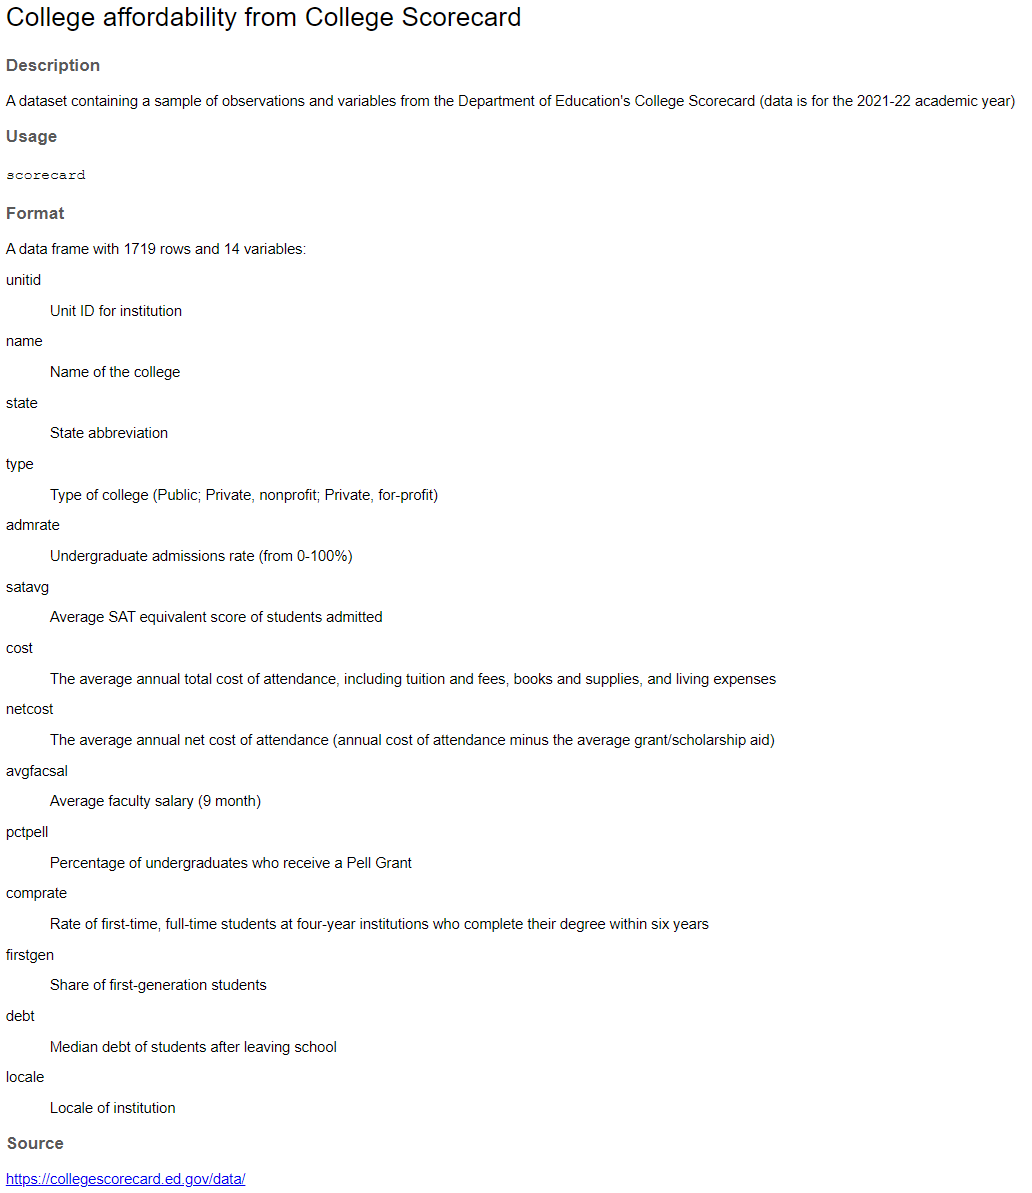 College affordability from College Scorecard
Description
A dataset containing a sample of observations and variables from the Department of Education's College Scorecard (data is for the 2021-22 academic year)
Usage
scorecard
Format
A data frame with 1719 rows and 14 variables:
unitid
Unit ID for institution
name
Name of the college
state
State abbreviation
type
Type of college (Public; Private, nonprofit; Private, for-profit)
admrate
Undergraduate admissions rate (from 0-100%)
satavg
Average SAT equivalent score of students admitted
cost
The average annual total cost of attendance, including tuition and fees, books and supplies, and living expenses
netcost
The average annual net cost of attendance (annual cost of attendance minus the average grant/scholarship aid)
avgfacsal
Average faculty salary (9 month)
pctpell
Percentage of undergraduates who receive a Pell Grant
comprate
Rate of first-time, full-time students at four-year institutions who complete their degree within six years
firstgen
Share of first-generation students
debt
Median debt of students after leaving school
locale
Locale of institution
Source
https://collegescorecard.ed.gov/data/